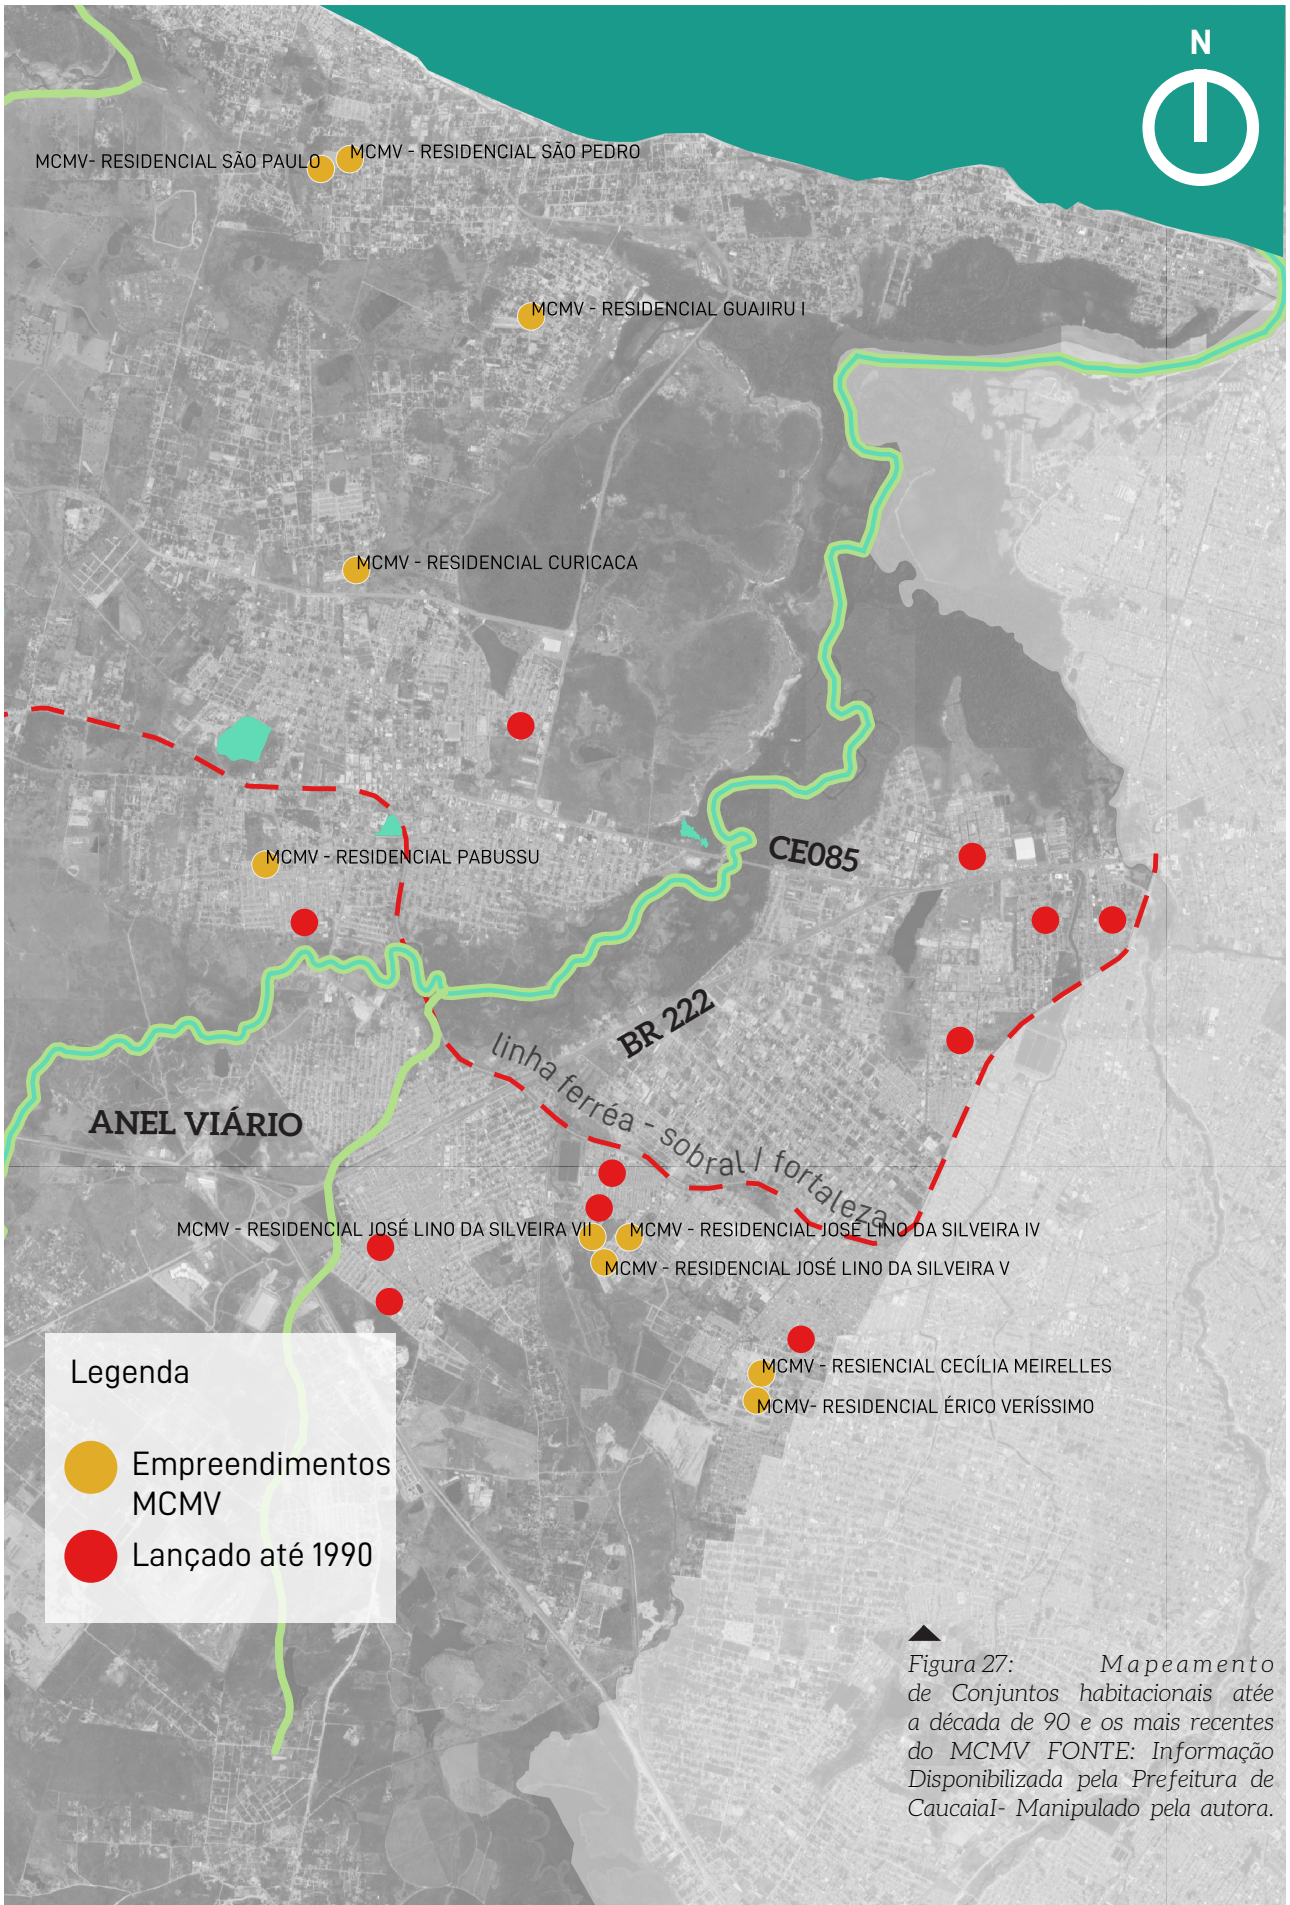 N
MCMV- RESIDENCIAL SÃO PAULO
MCMV - RESIDENCIAL SÃO PEDRO
MCMV - RESIDENCIAL GUAJIRU I
MCMV - RESIDENCIAL CURICACA
MCMV - RESIDENCIAL PABUSSU
CE085
BR 222
linha ferréa - sobral / fortaleza
ANEL VIÁRIO
MCMV - RESIDENCIAL JOSÉ LINO DA SILVEIRA VII
MCMV - RESIDENCIAL JOSÉ LINO DA SILVEIRA IV
MCMV - RESIDENCIAL JOSÉ LINO DA SILVEIRA V
MCMV - RESIENCIAL CECÍLIA MEIRELLES
MCMV- RESIDENCIAL ÉRICO VERÍSSIMO
Legenda
Empreendimentos
MCMV
Lançado até 1990
Figura 27: Mapeamento
de Conjuntos habitacionais atée
a década de 90 e os mais recentes
do MCMV FONTE: Informação
Disponibilizada pela Prefeitura de
CaucaiaI- Manipulado pela autora.